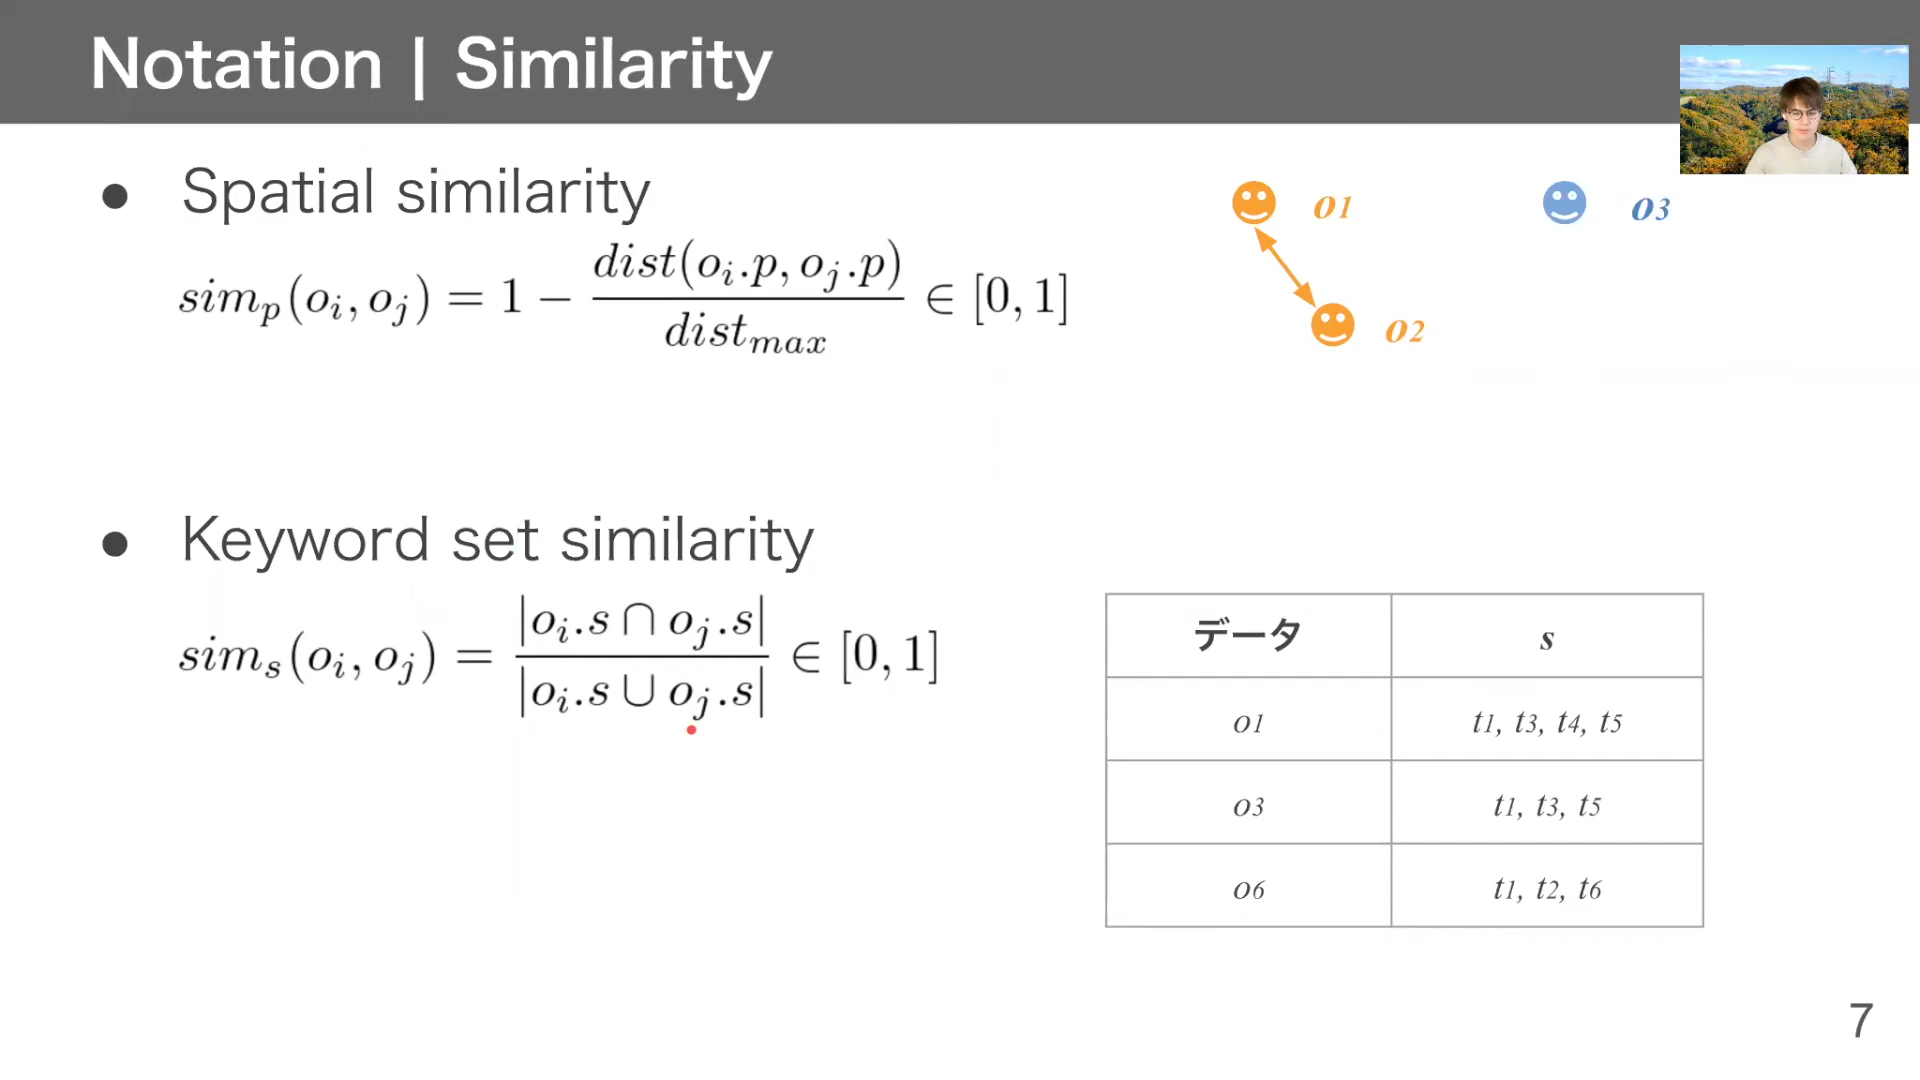 Notation | Similarity
● Spatial similarity
sim_p(o_i, o_j) = 1 − dist(o_i.p, o_j.p) / dist_max ∈ [0, 1]
o1
o3
o2
● Keyword set similarity
sim_s(o_i, o_j) = |o_i.s ∩ o_j.s| / |o_i.s ∪ o_j.s| ∈ [0, 1]
データ s
o1 t1, t3, t4, t5
o3 t1, t3, t5
o6 t1, t2, t6
7